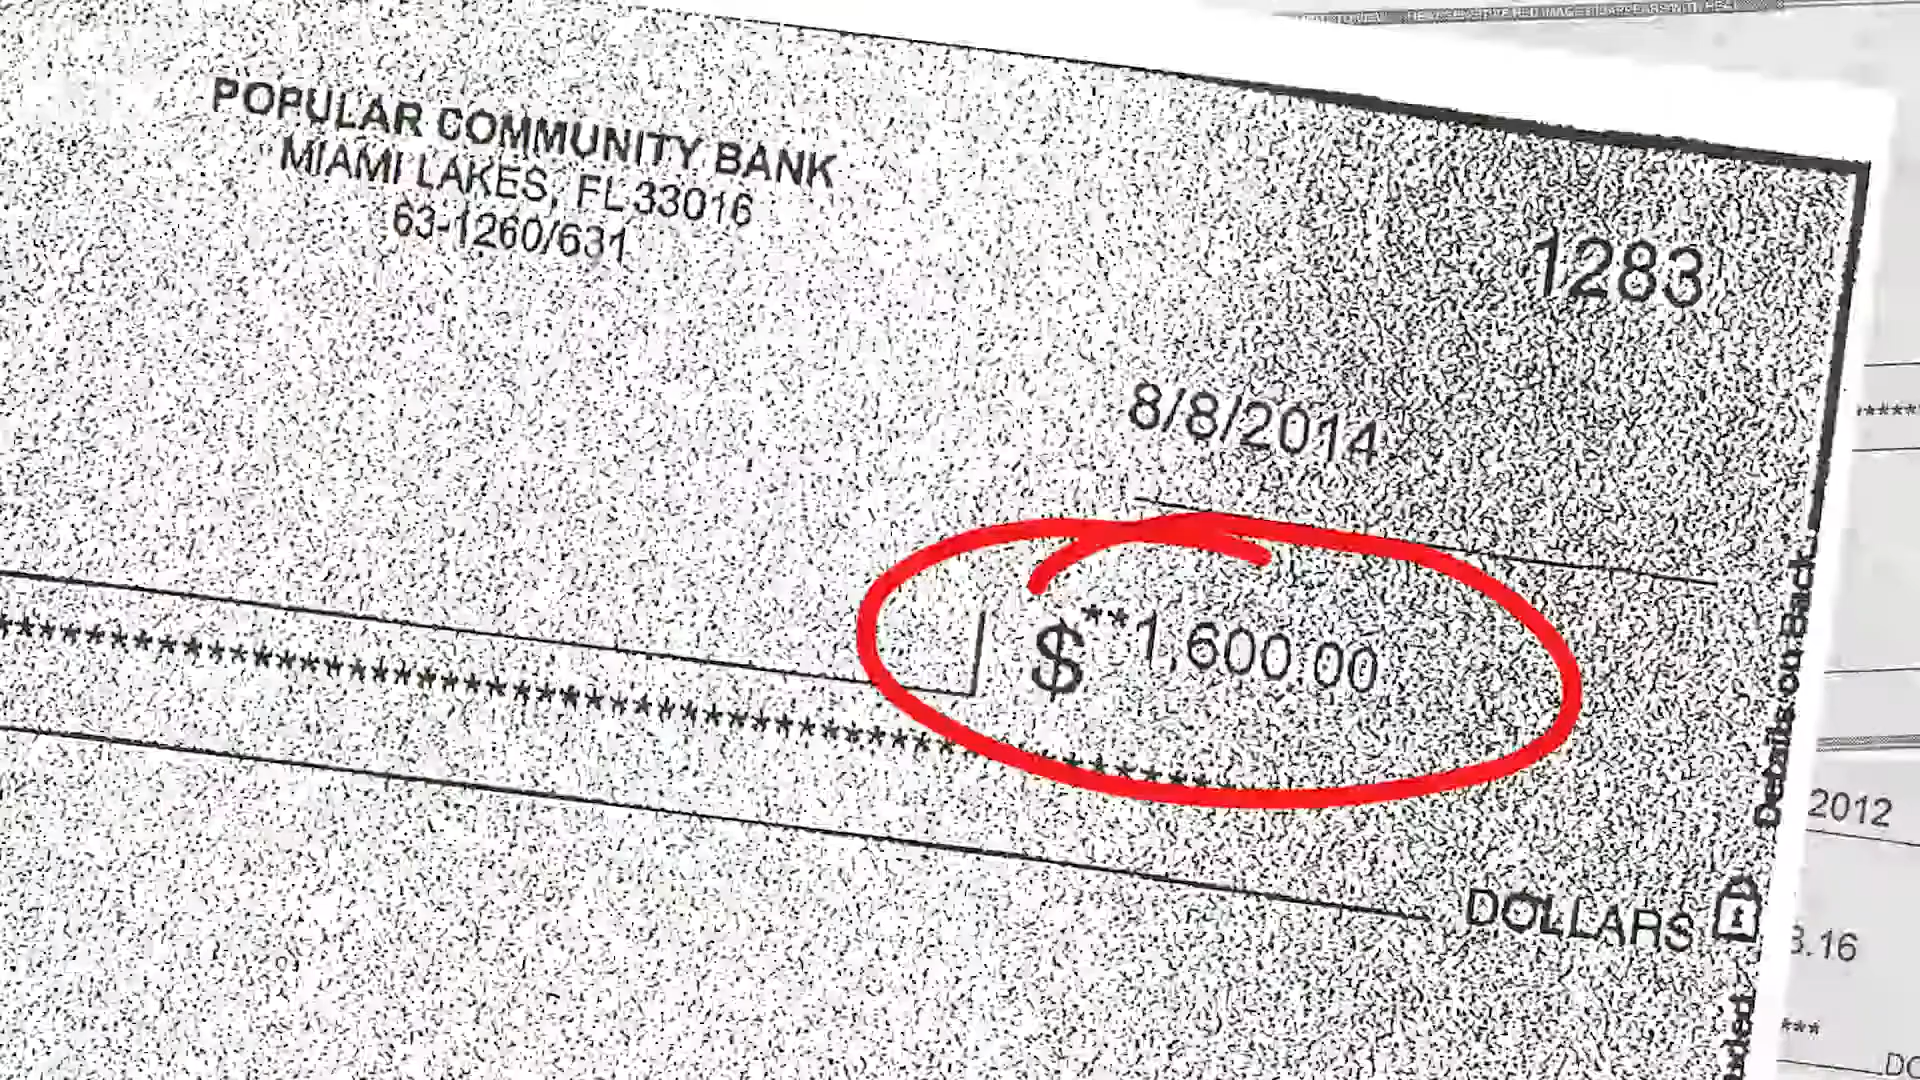 POPULAR COMMUNITY BANK
MIAMI LAKES, FL 33016
63-1260/631
1283
8/8/2014
$**1,600.00
**********************************************************
DOLLARS
Details on Back.
2012
3.16
***
DO